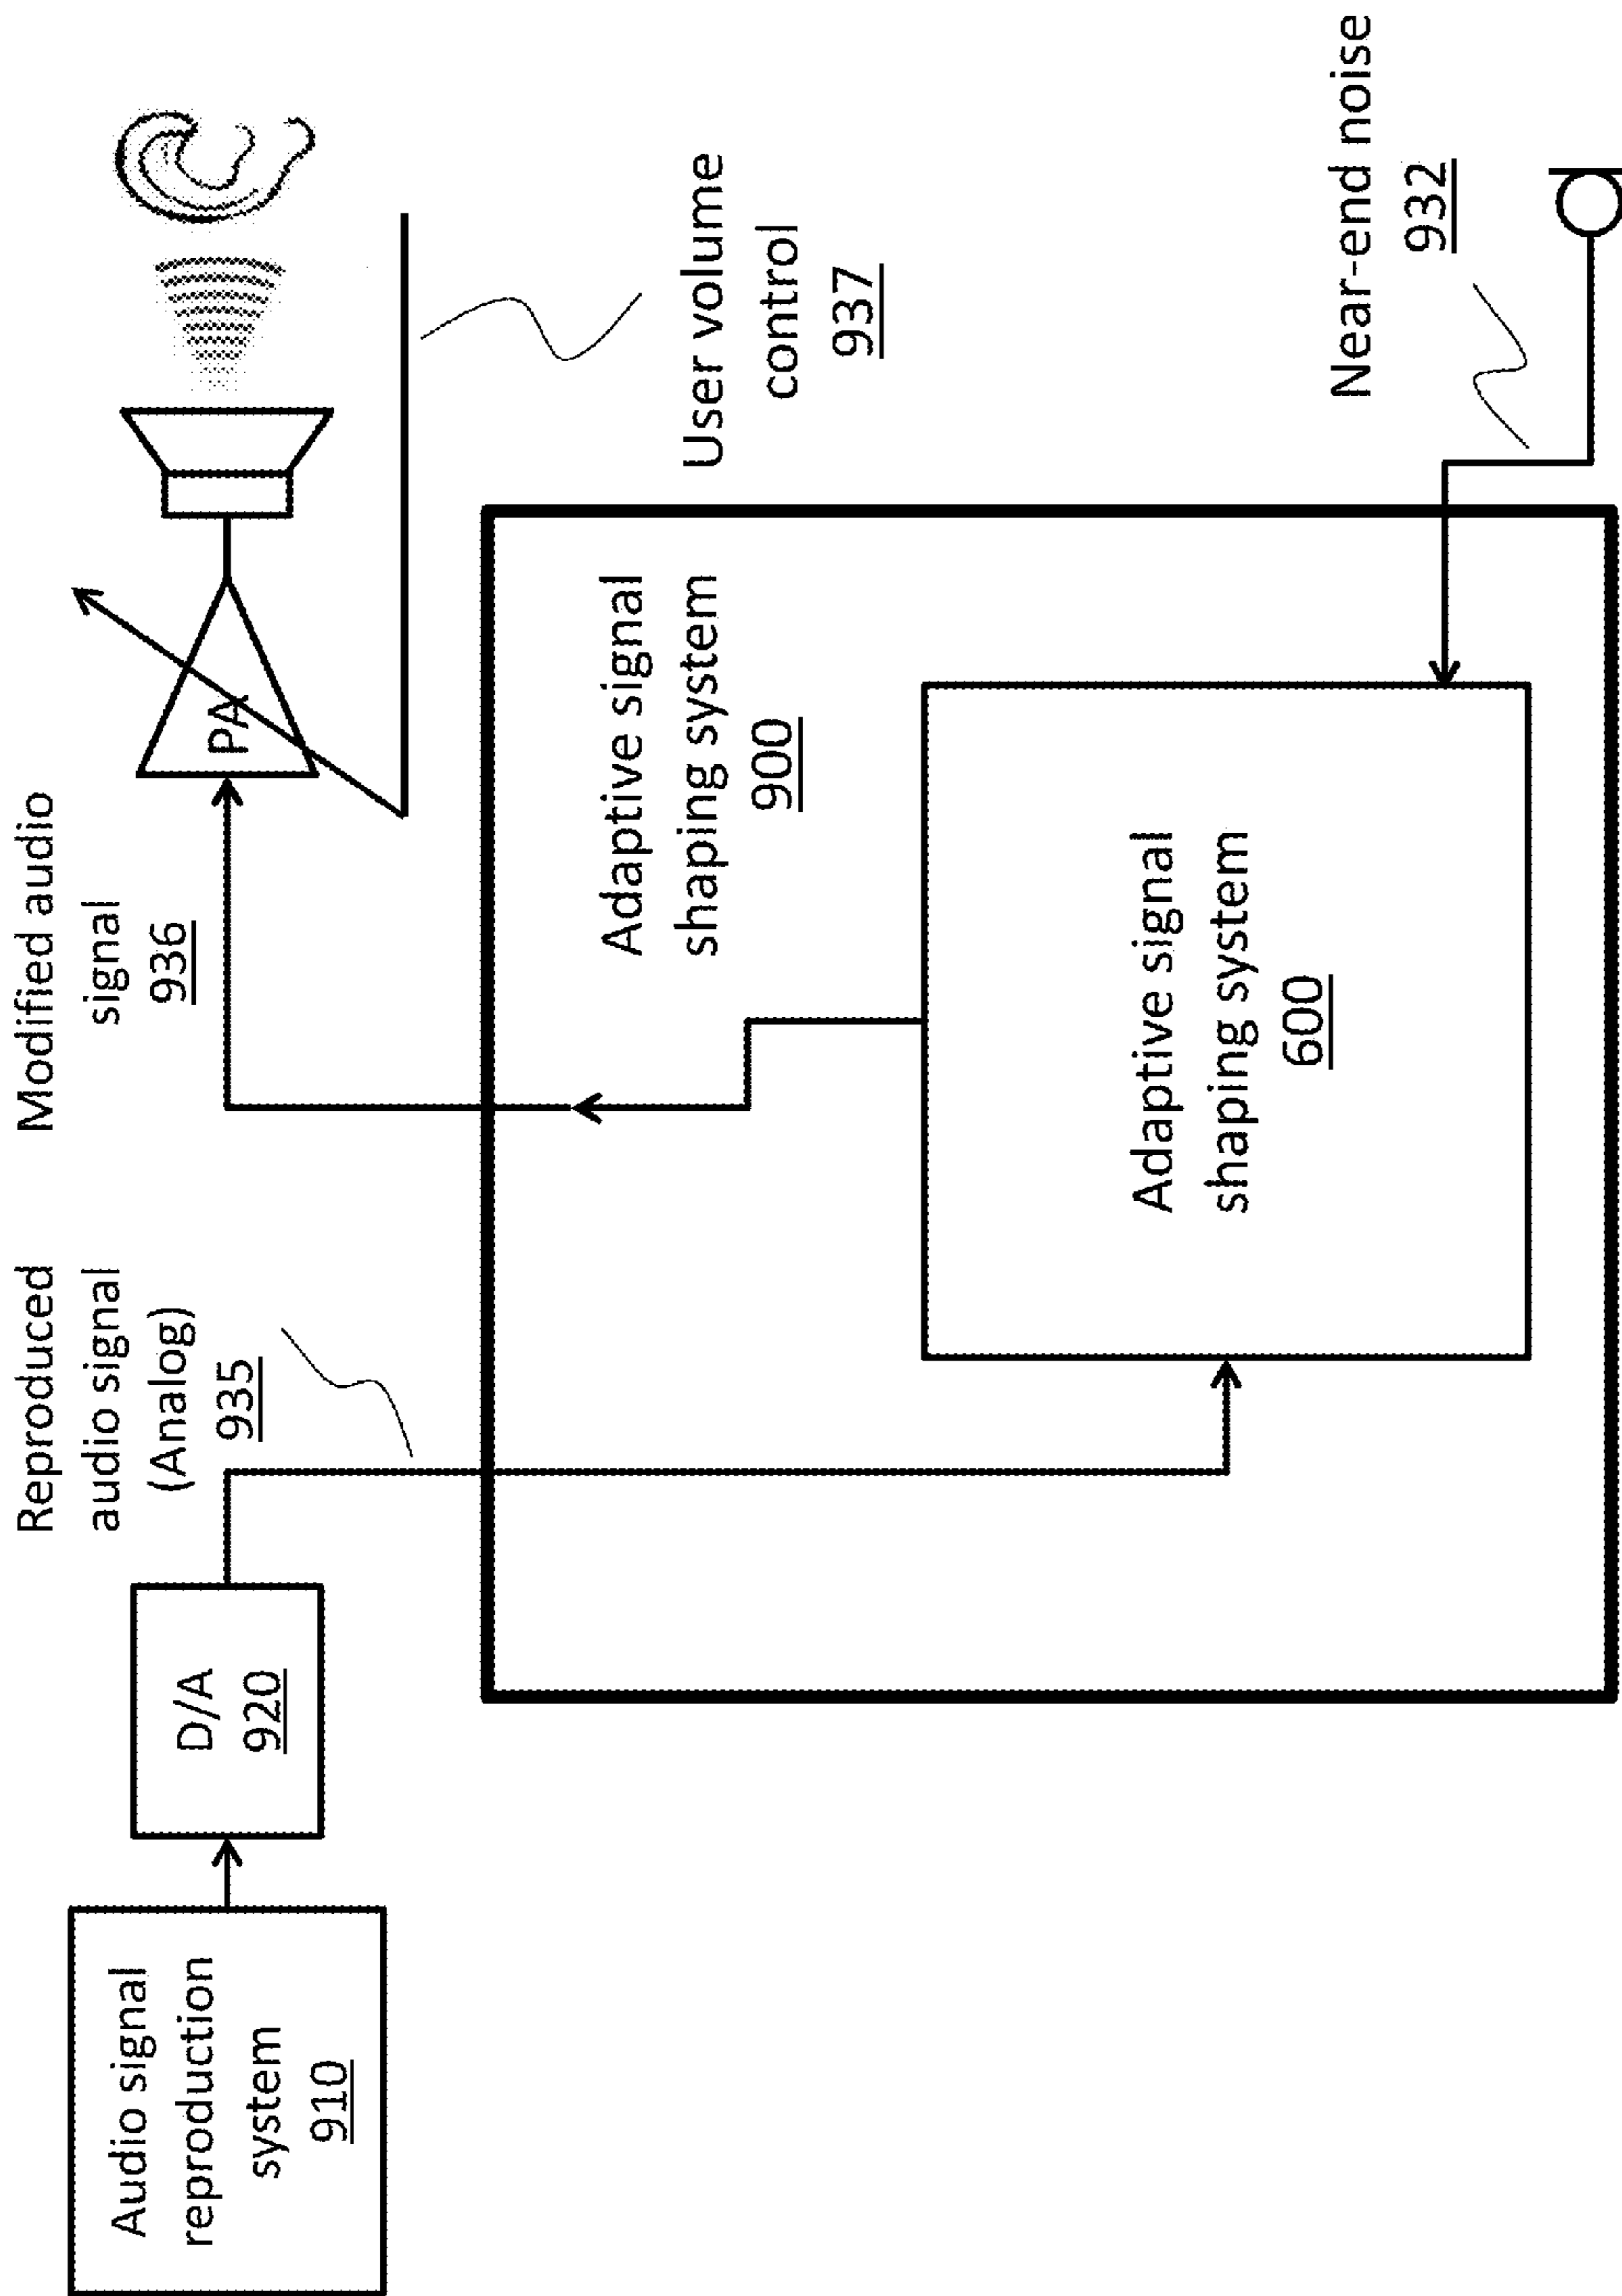 Audio signal
reproduction
system
910
D/A
920
Reproduced
audio signal
(Analog)
935
Modified audio
signal
936
PA
User volume
control
937
Adaptive signal
shaping system
900
Adaptive signal
shaping system
600
Near-end noise
932